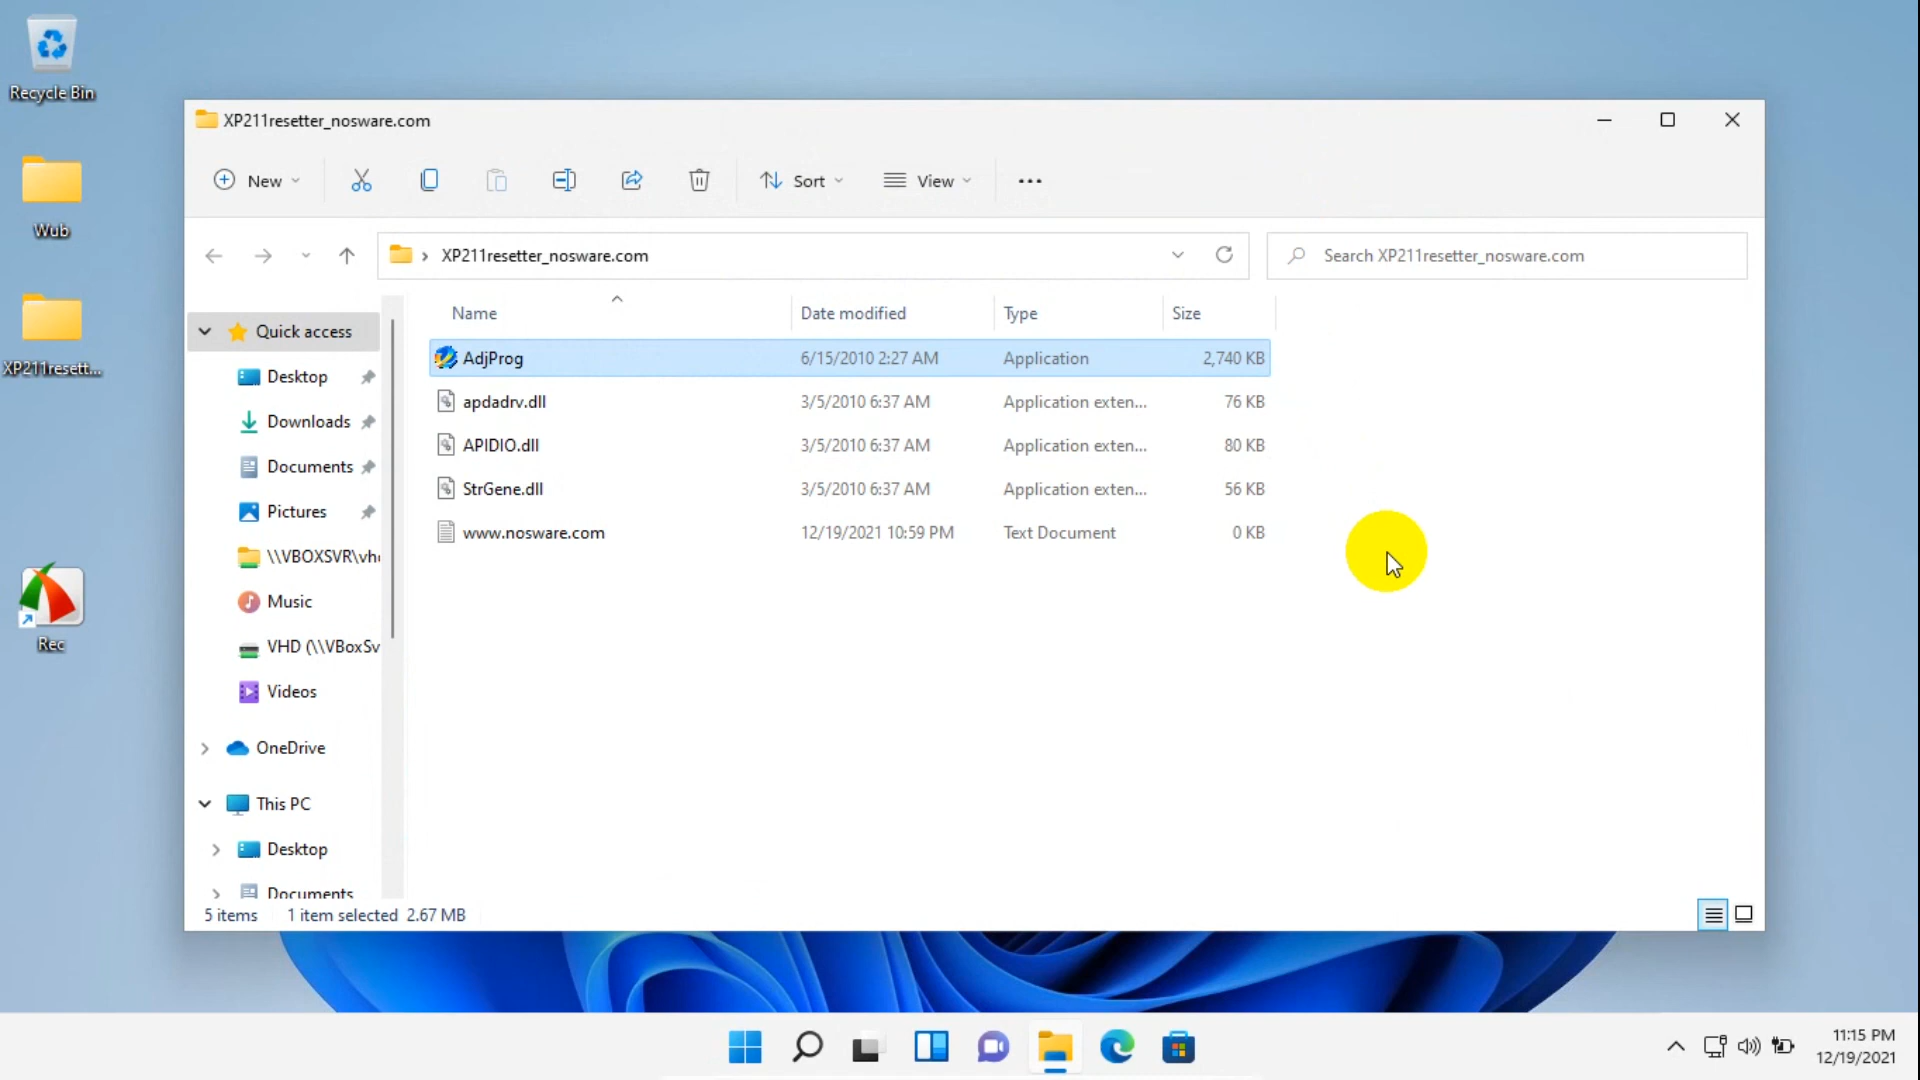 Recycle Bin
Wub
XP211resett...
Rec
XP211resetter_nosware.com
New
Sort
View
XP211resetter_nosware.com
Search XP211resetter_nosware.com
Quick access
Desktop
Downloads
Documents
Pictures
\\VBOXSVR\vh
Music
VHD (\\VBoxSv
Videos
OneDrive
This PC
Desktop
Documents
Name Date modified Type Size
AdjProg 6/15/2010 2:27 AM Application 2,740 KB
apdadrv.dll 3/5/2010 6:37 AM Application exten... 76 KB
APIDIO.dll 3/5/2010 6:37 AM Application exten... 80 KB
StrGene.dll 3/5/2010 6:37 AM Application exten... 56 KB
www.nosware.com 12/19/2021 10:59 PM Text Document 0 KB
5 items 1 item selected 2.67 MB
11:15 PM
12/19/2021